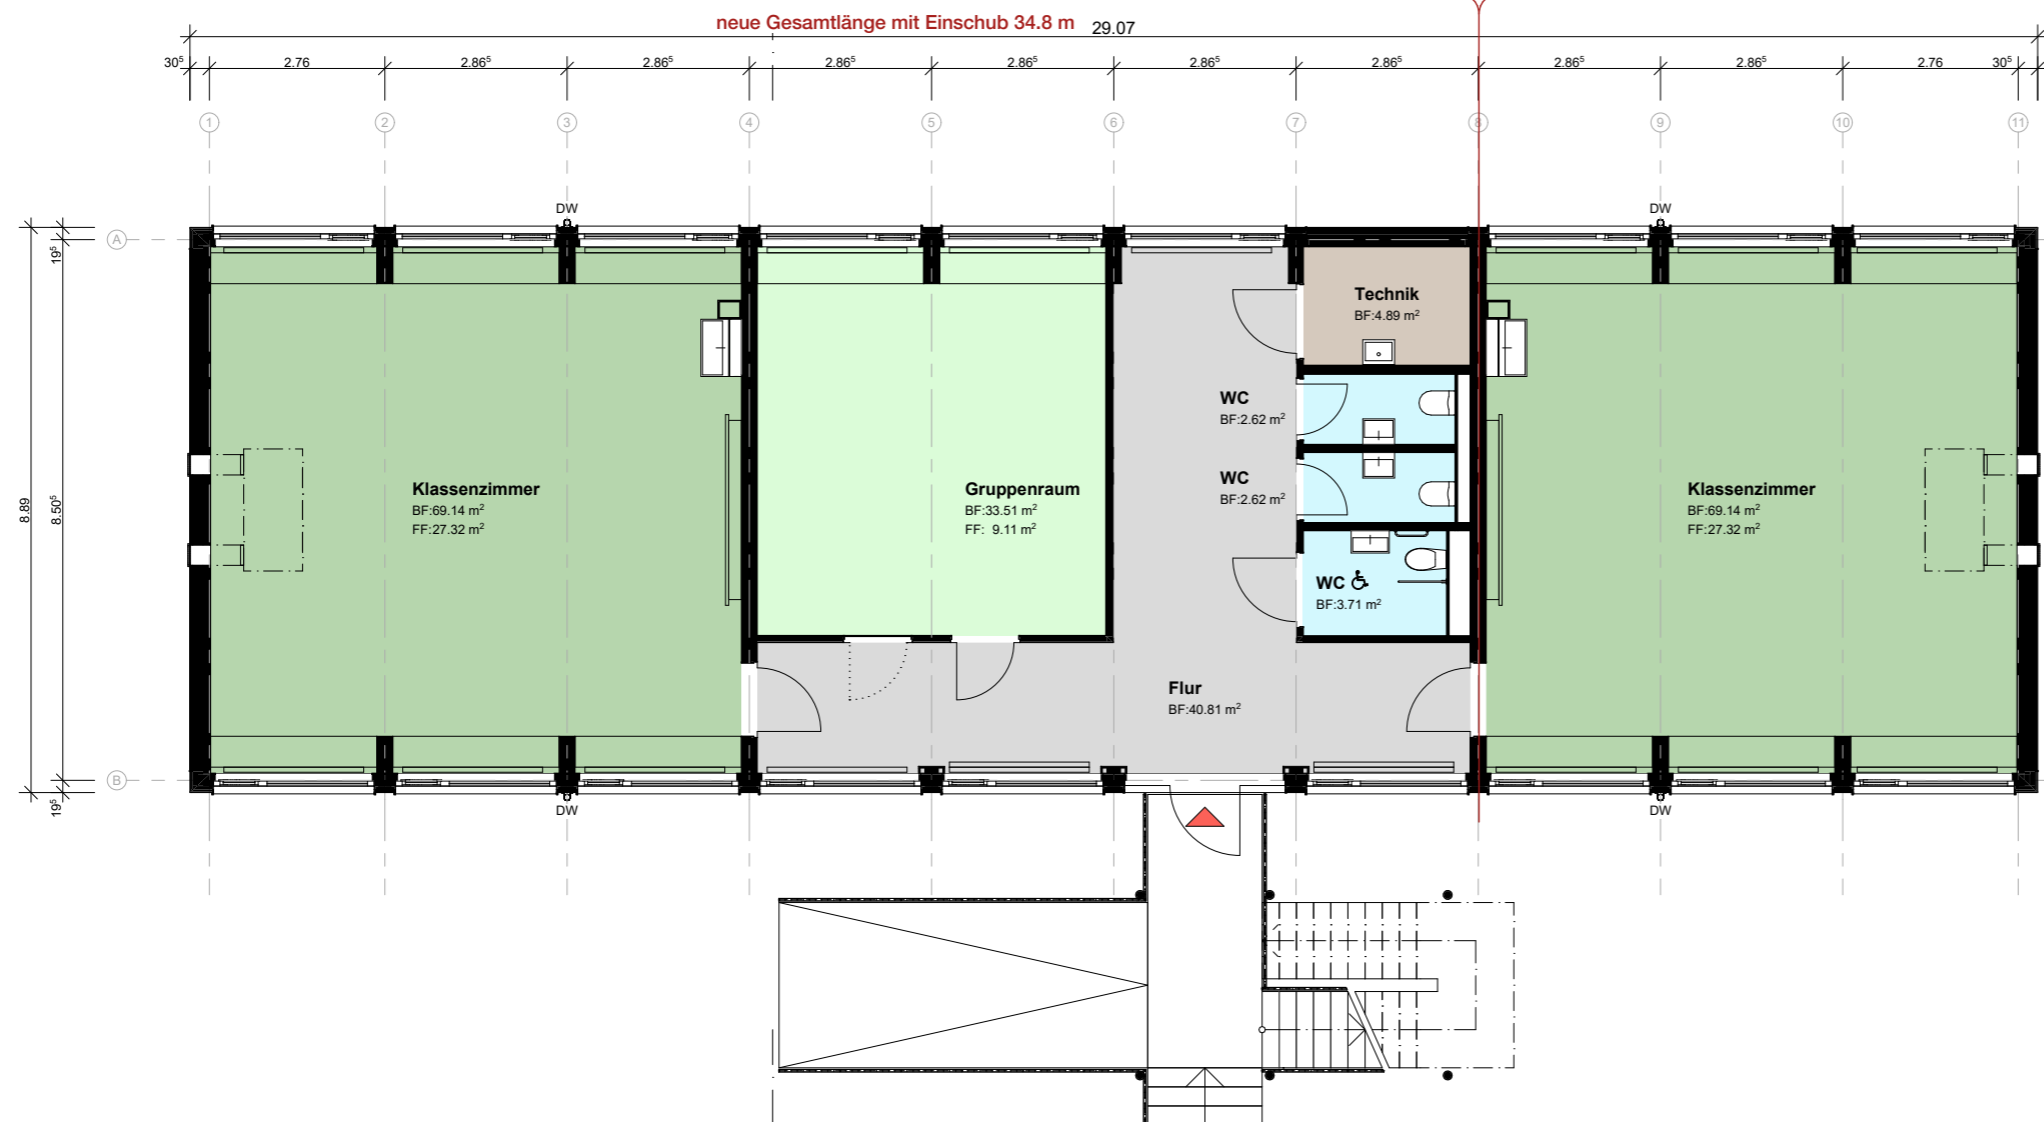 neue Gesamtlänge mit Einschub 34.8 m 29.07
30⁵ 2.76 2.86⁵ 2.86⁵ 2.86⁵ 2.86⁵ 2.86⁵ 2.86⁵ 2.86⁵ 2.86⁵ 2.76 30⁵
1 2 3 4 5 6 7 8 9 10 11
DW DW
A
19⁵
Technik
BF:4.89 m²
WC
BF:2.62 m²
8.89
8.50⁵
Klassenzimmer
BF:69.14 m²
FF:27.32 m²
Gruppenraum
BF:33.51 m²
FF: 9.11 m²
WC
BF:2.62 m²
Klassenzimmer
BF:69.14 m²
FF:27.32 m²
WC
BF:3.71 m²
Flur
BF:40.81 m²
B
19⁵
DW DW